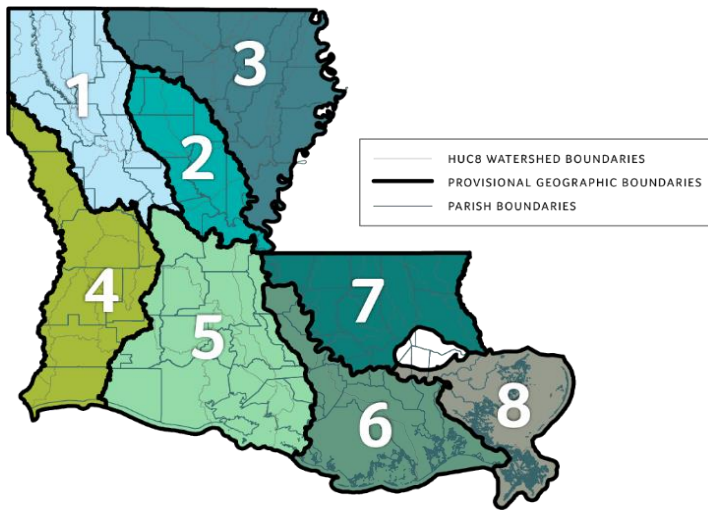 1
3
2
HUC8 WATERSHED BOUNDARIES
PROVISIONAL GEOGRAPHIC BOUNDARIES
PARISH BOUNDARIES
4
7
5
8
6